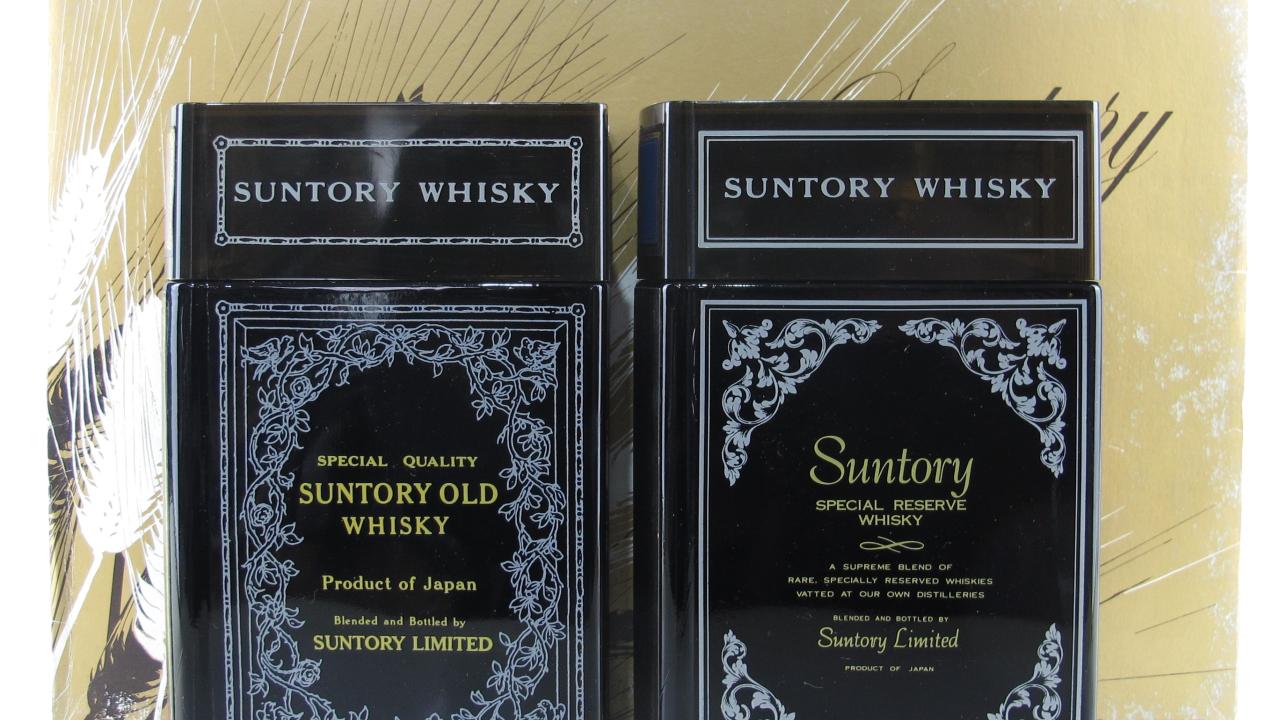 SUNTORY WHISKY
SPECIAL QUALITY
SUNTORY OLD
WHISKY
Product of Japan
Blended and Bottled by
SUNTORY LIMITED
SUNTORY WHISKY
Suntory
SPECIAL RESERVE
WHISKY
A SUPREME BLEND OF
RARE, SPECIALLY RESERVED WHISKIES
VATTED AT OUR OWN DISTILLERIES
BLENDED AND BOTTLED BY
Suntory Limited
PRODUCT OF JAPAN